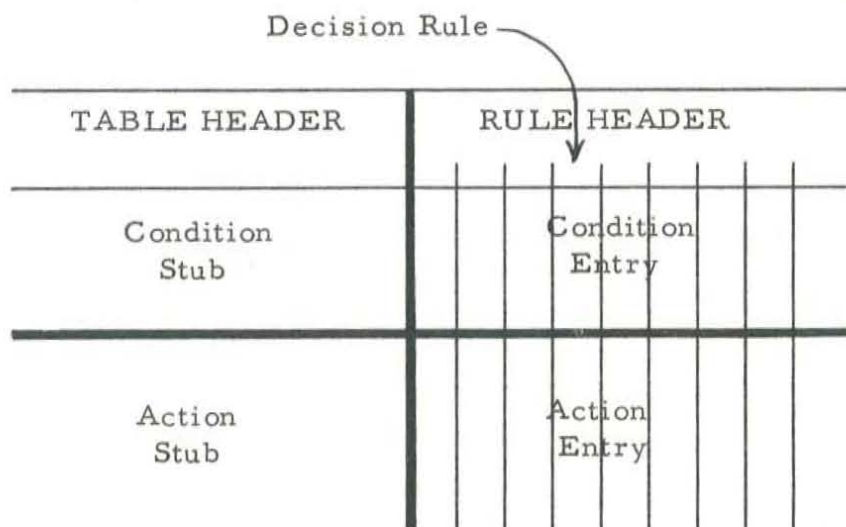 Decision Rule
TABLE HEADER
RULE HEADER
Condition
Stub
Condition
Entry
Action
Stub
Action
Entry